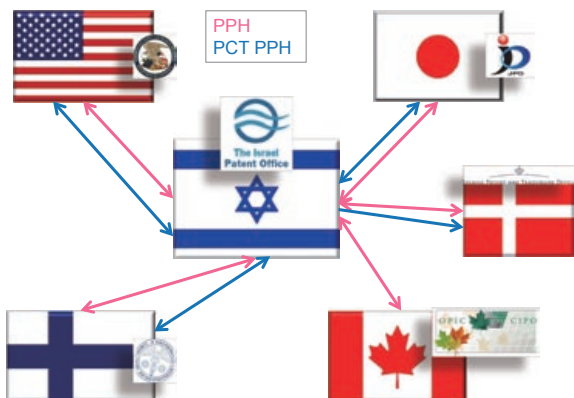 PPH
PCT PPH
JPO
The Israel
Patent Office
OPIC CIPO